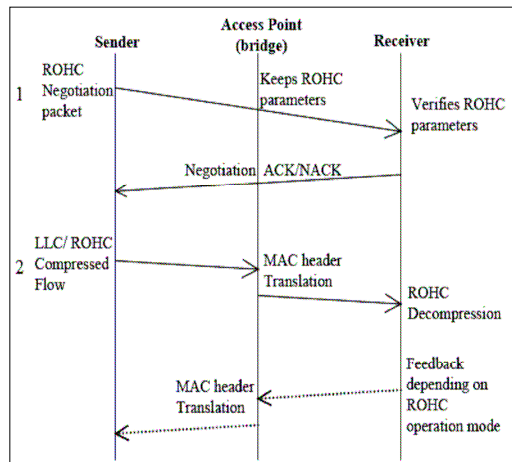 Sender
Access Point
(bridge)
Receiver
1
ROHC
Negotiation
packet
Keeps ROHC
parameters
Verifies ROHC
parameters
Negotiation ACK/NACK
2
LLC/ ROHC
Compressed
Flow
MAC header
Translation
ROHC
Decompression
Feedback
depending on
ROHC
operation mode
MAC header
Translation